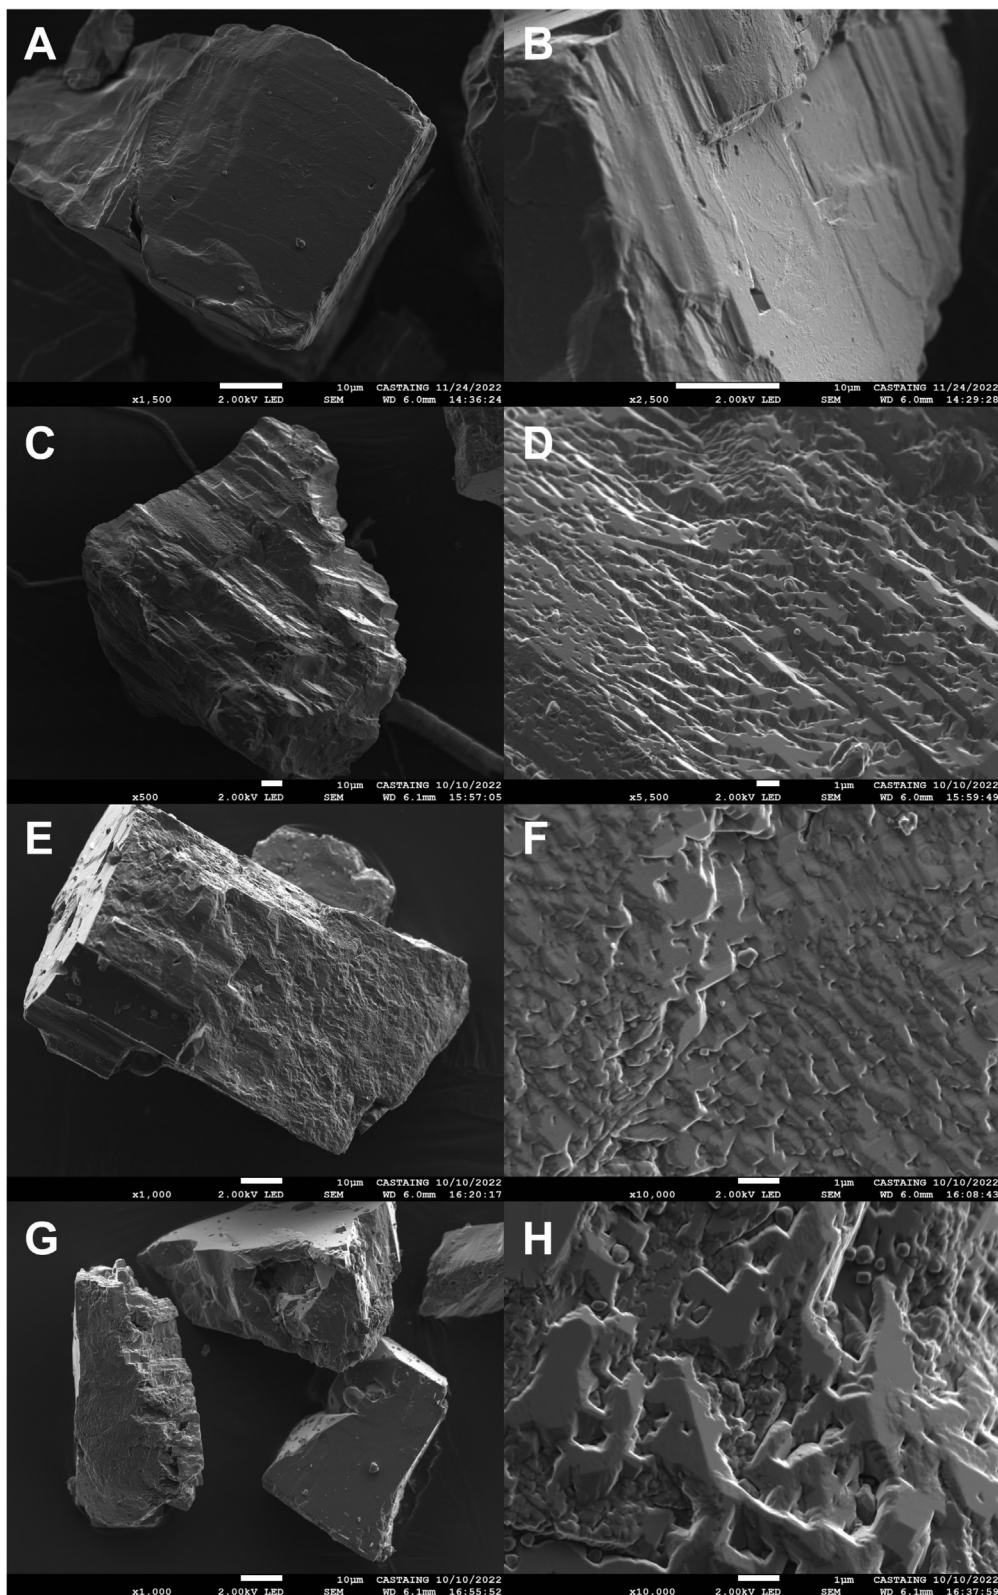 A
B
10µm CASTAING 11/24/2022
x1,500 2.00kV LED SEM WD 6.0mm 14:36:24
10µm CASTAING 11/24/2022
x2,500 2.00kV LED SEM WD 6.0mm 14:29:28
C
D
10µm CASTAING 10/10/2022
x500 2.00kV LED SEM WD 6.1mm 15:57:05
1µm CASTAING 10/10/2022
x5,500 2.00kV LED SEM WD 6.0mm 15:59:49
E
F
10µm CASTAING 10/10/2022
x1,000 2.00kV LED SEM WD 6.0mm 16:20:17
1µm CASTAING 10/10/2022
x10,000 2.00kV LED SEM WD 6.0mm 16:08:43
G
H
10µm CASTAING 10/10/2022
x1,000 2.00kV LED SEM WD 6.1mm 16:55:52
1µm CASTAING 10/10/2022
x10,000 2.00kV LED SEM WD 6.1mm 16:37:59